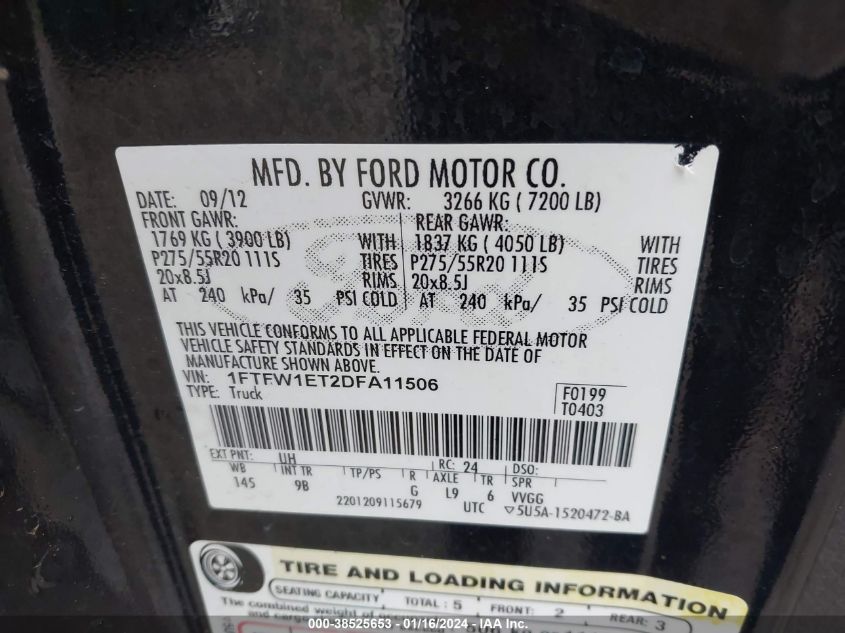 MFD. BY FORD MOTOR CO.
DATE: 09/12 GVWR: 3266 KG ( 7200 LB)
FRONT GAWR: REAR GAWR:
1769 KG ( 3900 LB) WITH 1837 KG ( 4050 LB) WITH
P275/55R20 111S TIRES P275/55R20 111S TIRES
20x8.5J RIMS 20x8.5J RIMS
AT 240 kPa/ 35 PSI COLD AT 240 kPa/ 35 PSI COLD
THIS VEHICLE CONFORMS TO ALL APPLICABLE FEDERAL MOTOR
VEHICLE SAFETY STANDARDS IN EFFECT ON THE DATE OF
MANUFACTURE SHOWN ABOVE.
VIN: 1FTFW1ET2DFA11506
TYPE: Truck
F0199
T0403
EXT PNT: UH RC: 24 DSO:
WB INT TR TP/PS R AXLE TR SPR
145 9B G L9 6 VVGG
2201209115679 UTC ▽5U5A-1520472-BA
TIRE AND LOADING INFORMATION
SEATING CAPACITY TOTAL : 5 FRONT: 2 REAR: 3
The combined weight of
000-38525653 - 01/16/2024 - IAA Inc.